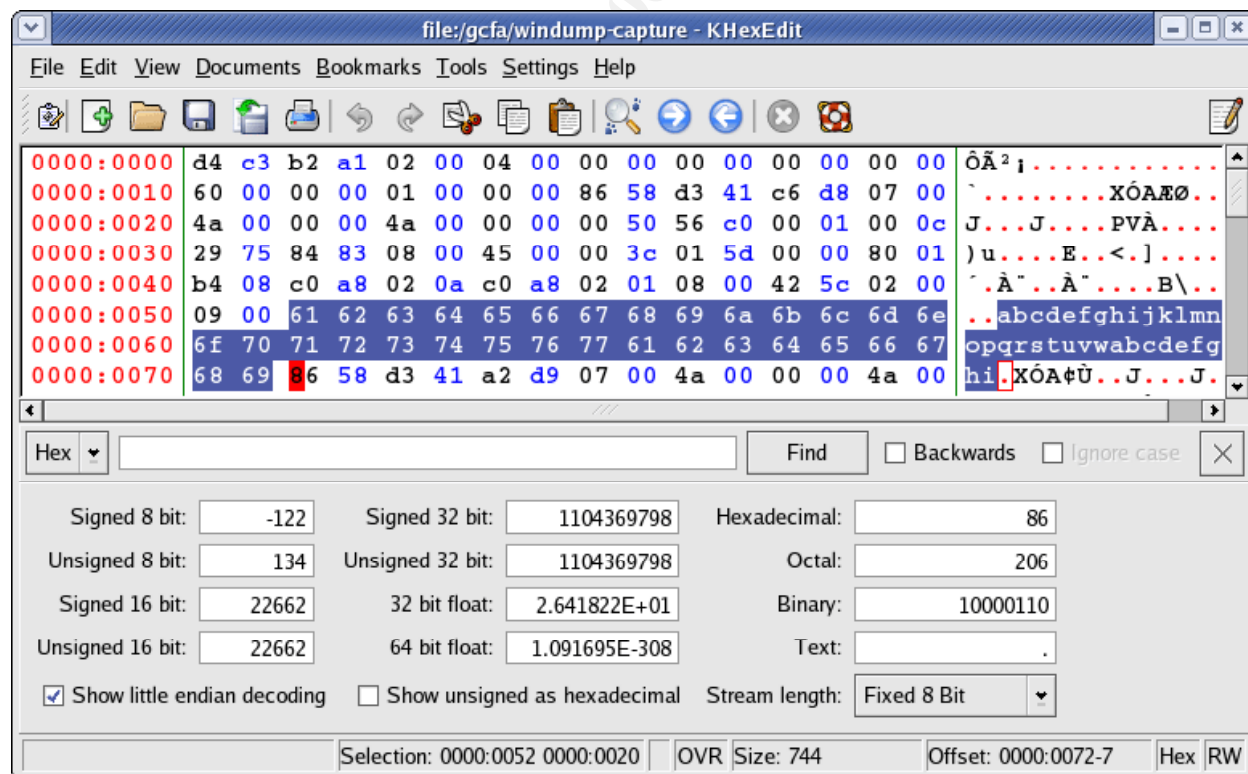 file:/gcfa/windump-capture - KHexEdit
File Edit View Documents Bookmarks Tools Settings Help
0000:0000 d4 c3 b2 a1 02 00 04 00 00 00 00 00 00 00 00 00 ÔÃ²¡............
0000:0010 60 00 00 00 01 00 00 00 86 58 d3 41 c6 d8 07 00 `........XÓAÆØ..
0000:0020 4a 00 00 00 4a 00 00 00 00 50 56 c0 00 01 00 0c J...J....PVÀ....
0000:0030 29 75 84 83 08 00 45 00 00 3c 01 5d 00 00 80 01 )u....E..<.]....
0000:0040 b4 08 c0 a8 02 0a c0 a8 02 01 08 00 42 5c 02 00 ´.À¨..À¨....B\..
0000:0050 09 00 61 62 63 64 65 66 67 68 69 6a 6b 6c 6d 6e ..abcdefghijklmn
0000:0060 6f 70 71 72 73 74 75 76 77 61 62 63 64 65 66 67 opqrstuvwabcdefg
0000:0070 68 69 86 58 d3 41 a2 d9 07 00 4a 00 00 00 4a 00 hi.XÓA¢Ù..J...J.
Hex Find Backwards Ignore case
Signed 8 bit: -122 Signed 32 bit: 1104369798 Hexadecimal: 86
Unsigned 8 bit: 134 Unsigned 32 bit: 1104369798 Octal: 206
Signed 16 bit: 22662 32 bit float: 2.641822E+01 Binary: 10000110
Unsigned 16 bit: 22662 64 bit float: 1.091695E-308 Text: .
Show little endian decoding Show unsigned as hexadecimal Stream length: Fixed 8 Bit
Selection: 0000:0052 0000:0020 OVR Size: 744 Offset: 0000:0072-7 Hex RW